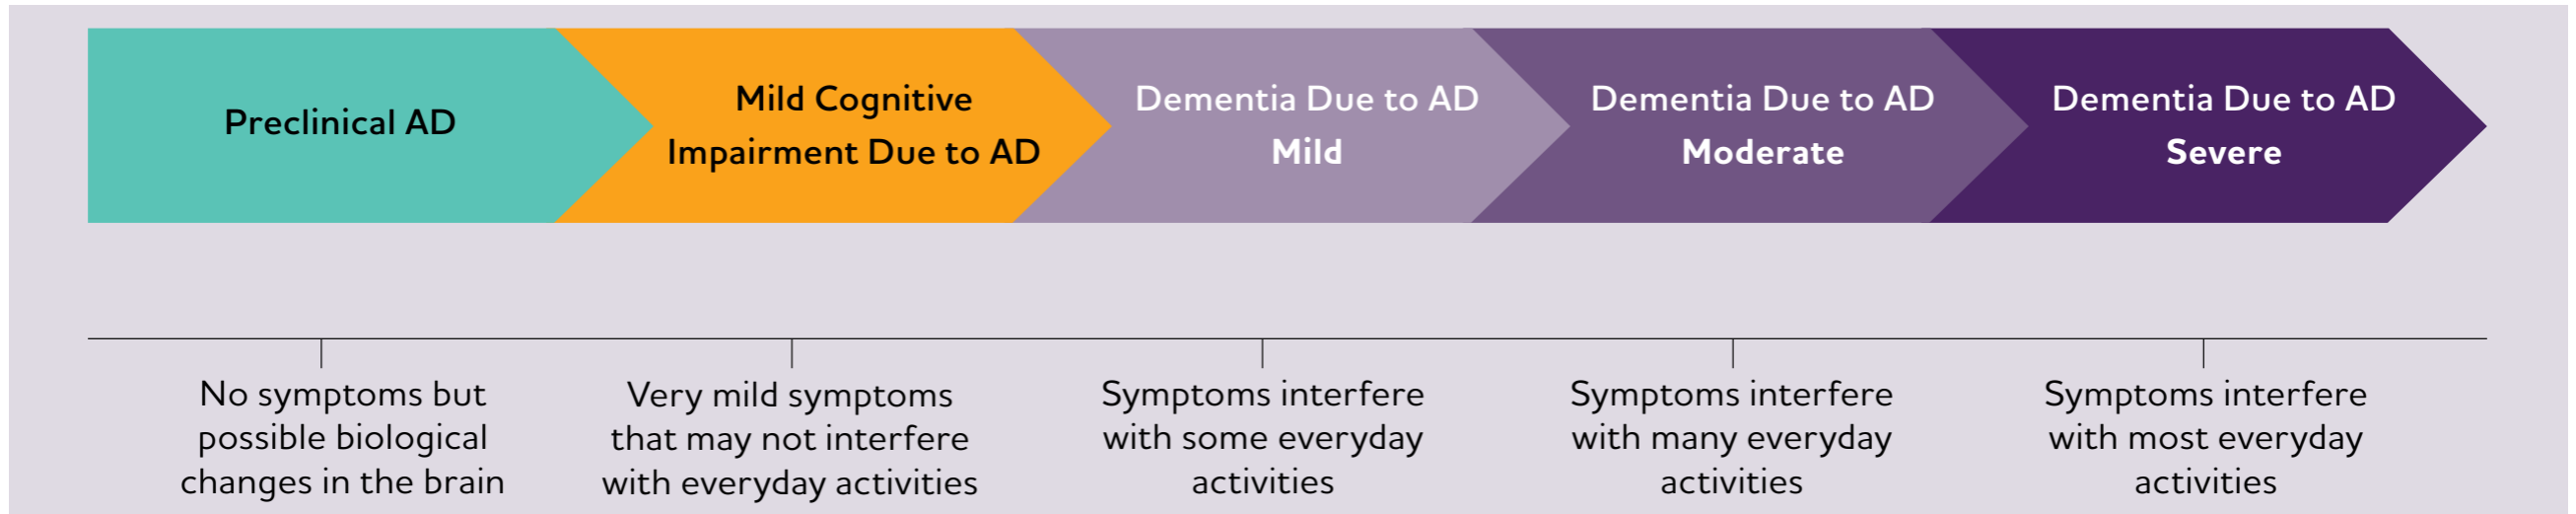 Preclinical AD
Mild Cognitive
Impairment Due to AD
Dementia Due to AD
Mild
Dementia Due to AD
Moderate
Dementia Due to AD
Severe
No symptoms but
possible biological
changes in the brain
Very mild symptoms
that may not interfere
with everyday activities
Symptoms interfere
with some everyday
activities
Symptoms interfere
with many everyday
activities
Symptoms interfere
with most everyday
activities